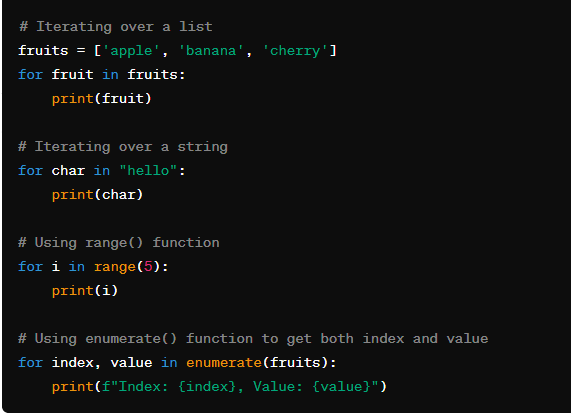 # Iterating over a list
fruits = ['apple', 'banana', 'cherry']
for fruit in fruits:
    print(fruit)

# Iterating over a string
for char in "hello":
    print(char)

# Using range() function
for i in range(5):
    print(i)

# Using enumerate() function to get both index and value
for index, value in enumerate(fruits):
    print(f"Index: {index}, Value: {value}")